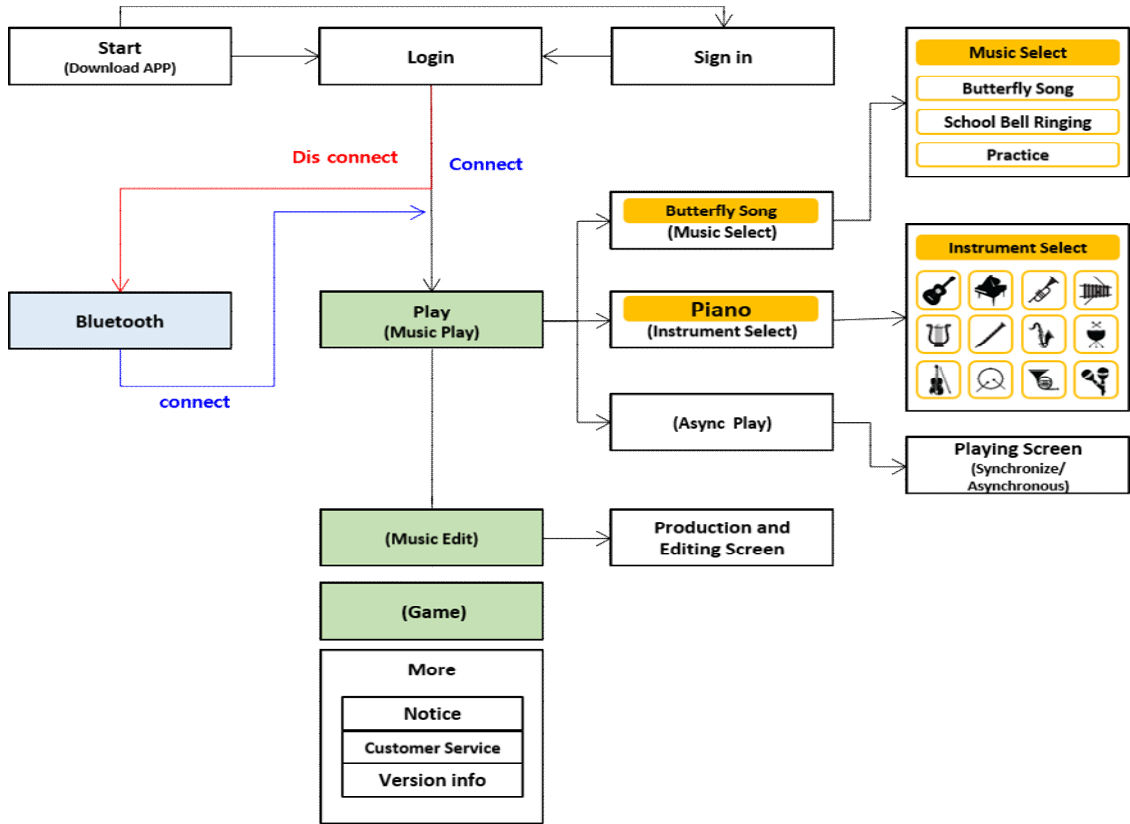 Start
(Download APP)
Login
Sign in
Music Select
Butterfly Song
School Bell Ringing
Practice
Dis connect
Connect
Butterfly Song
(Music Select)
Instrument Select
Bluetooth
Play
(Music Play)
Piano
(Instrument Select)
connect
(Async Play)
Playing Screen
(Synchronize/
Asynchronous)
(Music Edit)
Production and
Editing Screen
(Game)
More
Notice
Customer Service
Version info